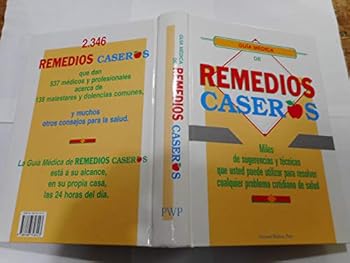 2.346
REMEDIOS CASEROS
que dan
537 médicos y profesionales
acerca de
138 malestares y dolencias comunes,
y muchos
otros consejos para la salud.
La Guía Médica de REMEDIOS CASEROS
está a su alcance,
en su propia casa,
las 24 horas del día.
GUÍA MÉDICA
DE
REMEDIOS
CASEROS
PWP
GUÍA MÉDICA
DE
REMEDIOS
CASEROS
Miles
de sugerencias y técnicas
que usted puede utilizar para resolver
cualquier problema cotidiano de salud